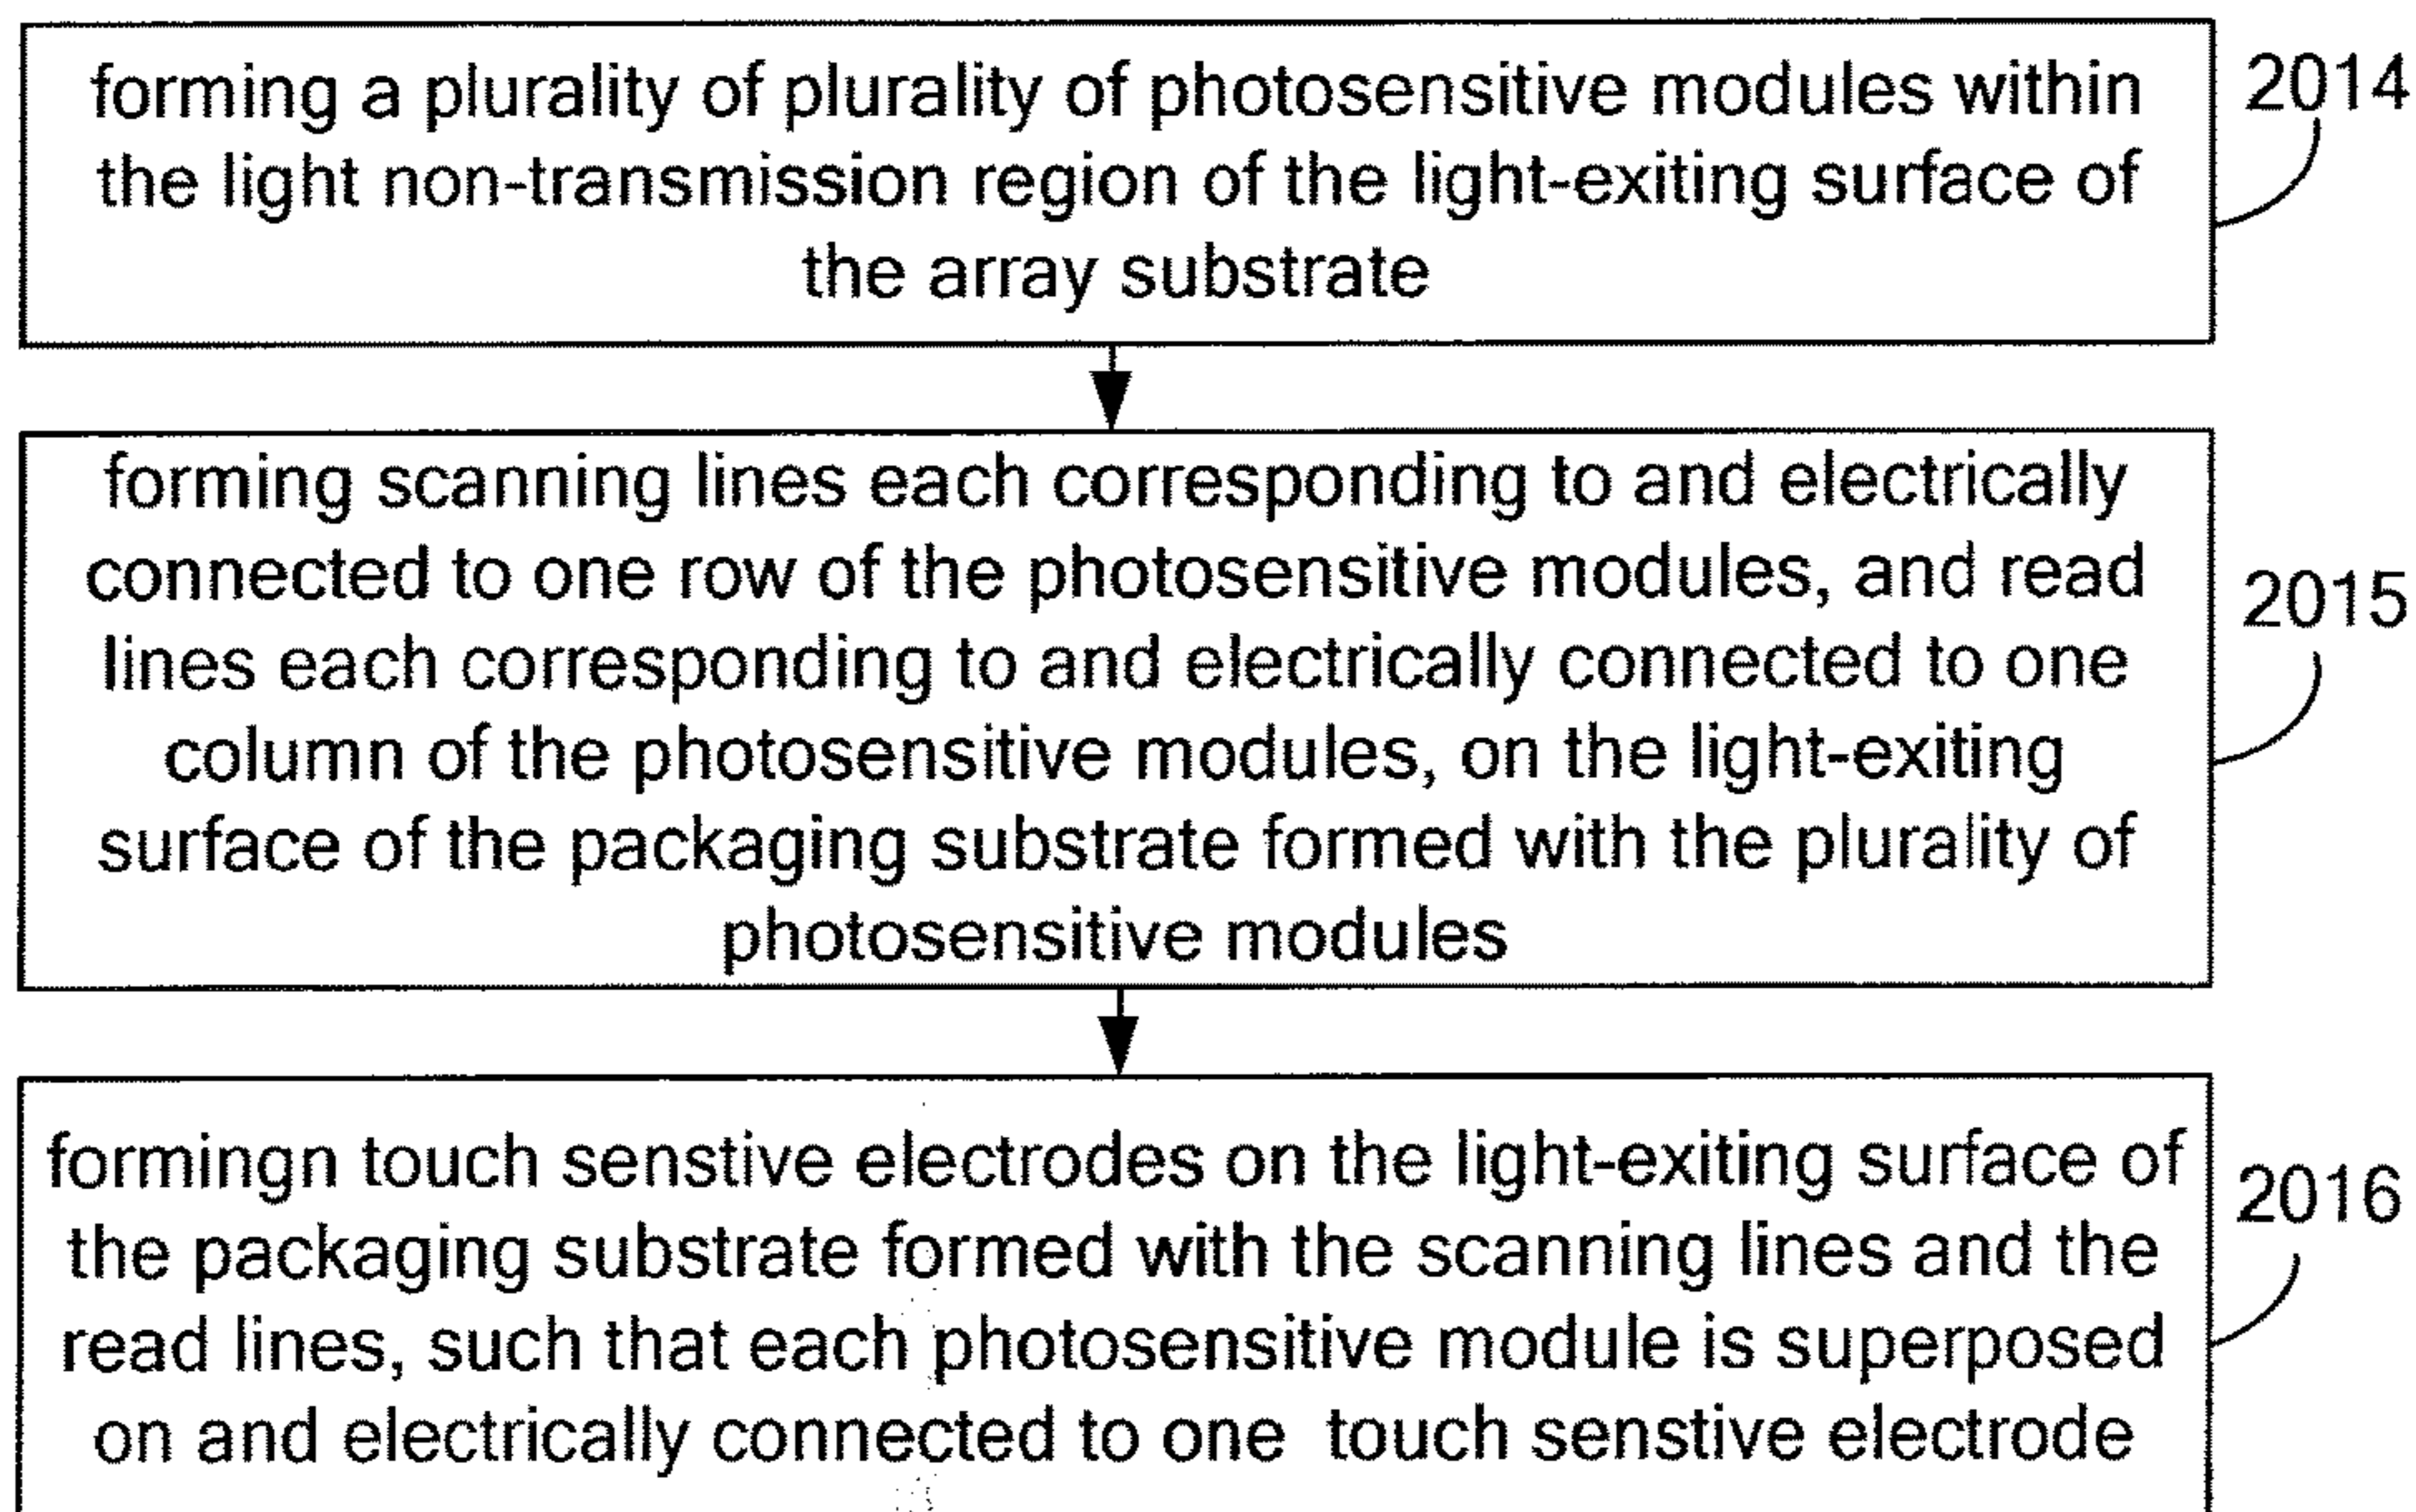 forming a plurality of plurality of photosensitive modules within
the light non-transmission region of the light-exiting surface of
the array substrate
2014
forming scanning lines each corresponding to and electrically
connected to one row of the photosensitive modules, and read
lines each corresponding to and electrically connected to one
column of the photosensitive modules, on the light-exiting
surface of the packaging substrate formed with the plurality of
photosensitive modules
2015
formingn touch senstive electrodes on the light-exiting surface of
the packaging substrate formed with the scanning lines and the
read lines, such that each photosensitive module is superposed
on and electrically connected to one touch senstive electrode
2016